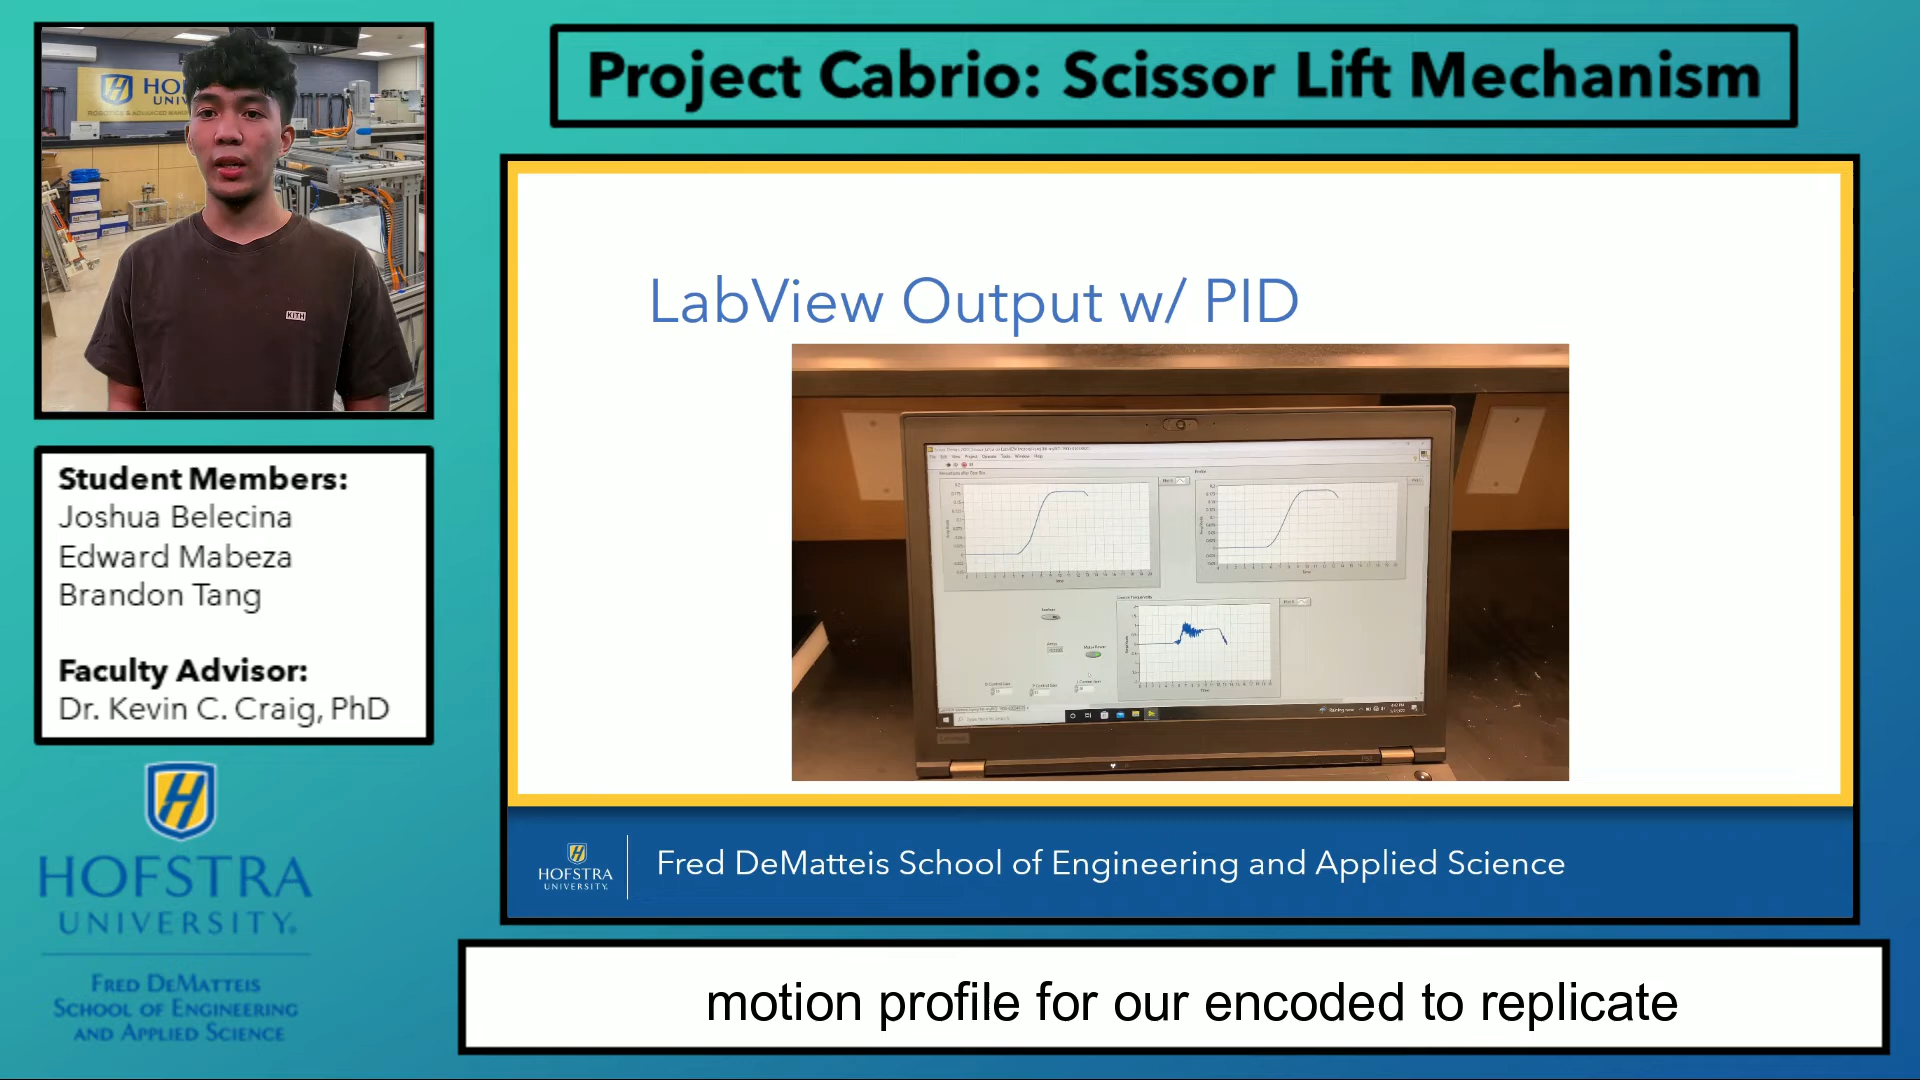 Project Cabrio: Scissor Lift Mechanism
KITH
LabView Output w/ PID
Student Members:
Joshua Belecina
Edward Mabeza
Brandon Tang
Faculty Advisor:
Dr. Kevin C. Craig, PhD
HOFSTRA
UNIVERSITY®
FRED DEMATTEIS
SCHOOL OF ENGINEERING
AND APPLIED SCIENCE
HOFSTRA
UNIVERSITY.
Fred DeMatteis School of Engineering and Applied Science
motion profile for our encoded to replicate